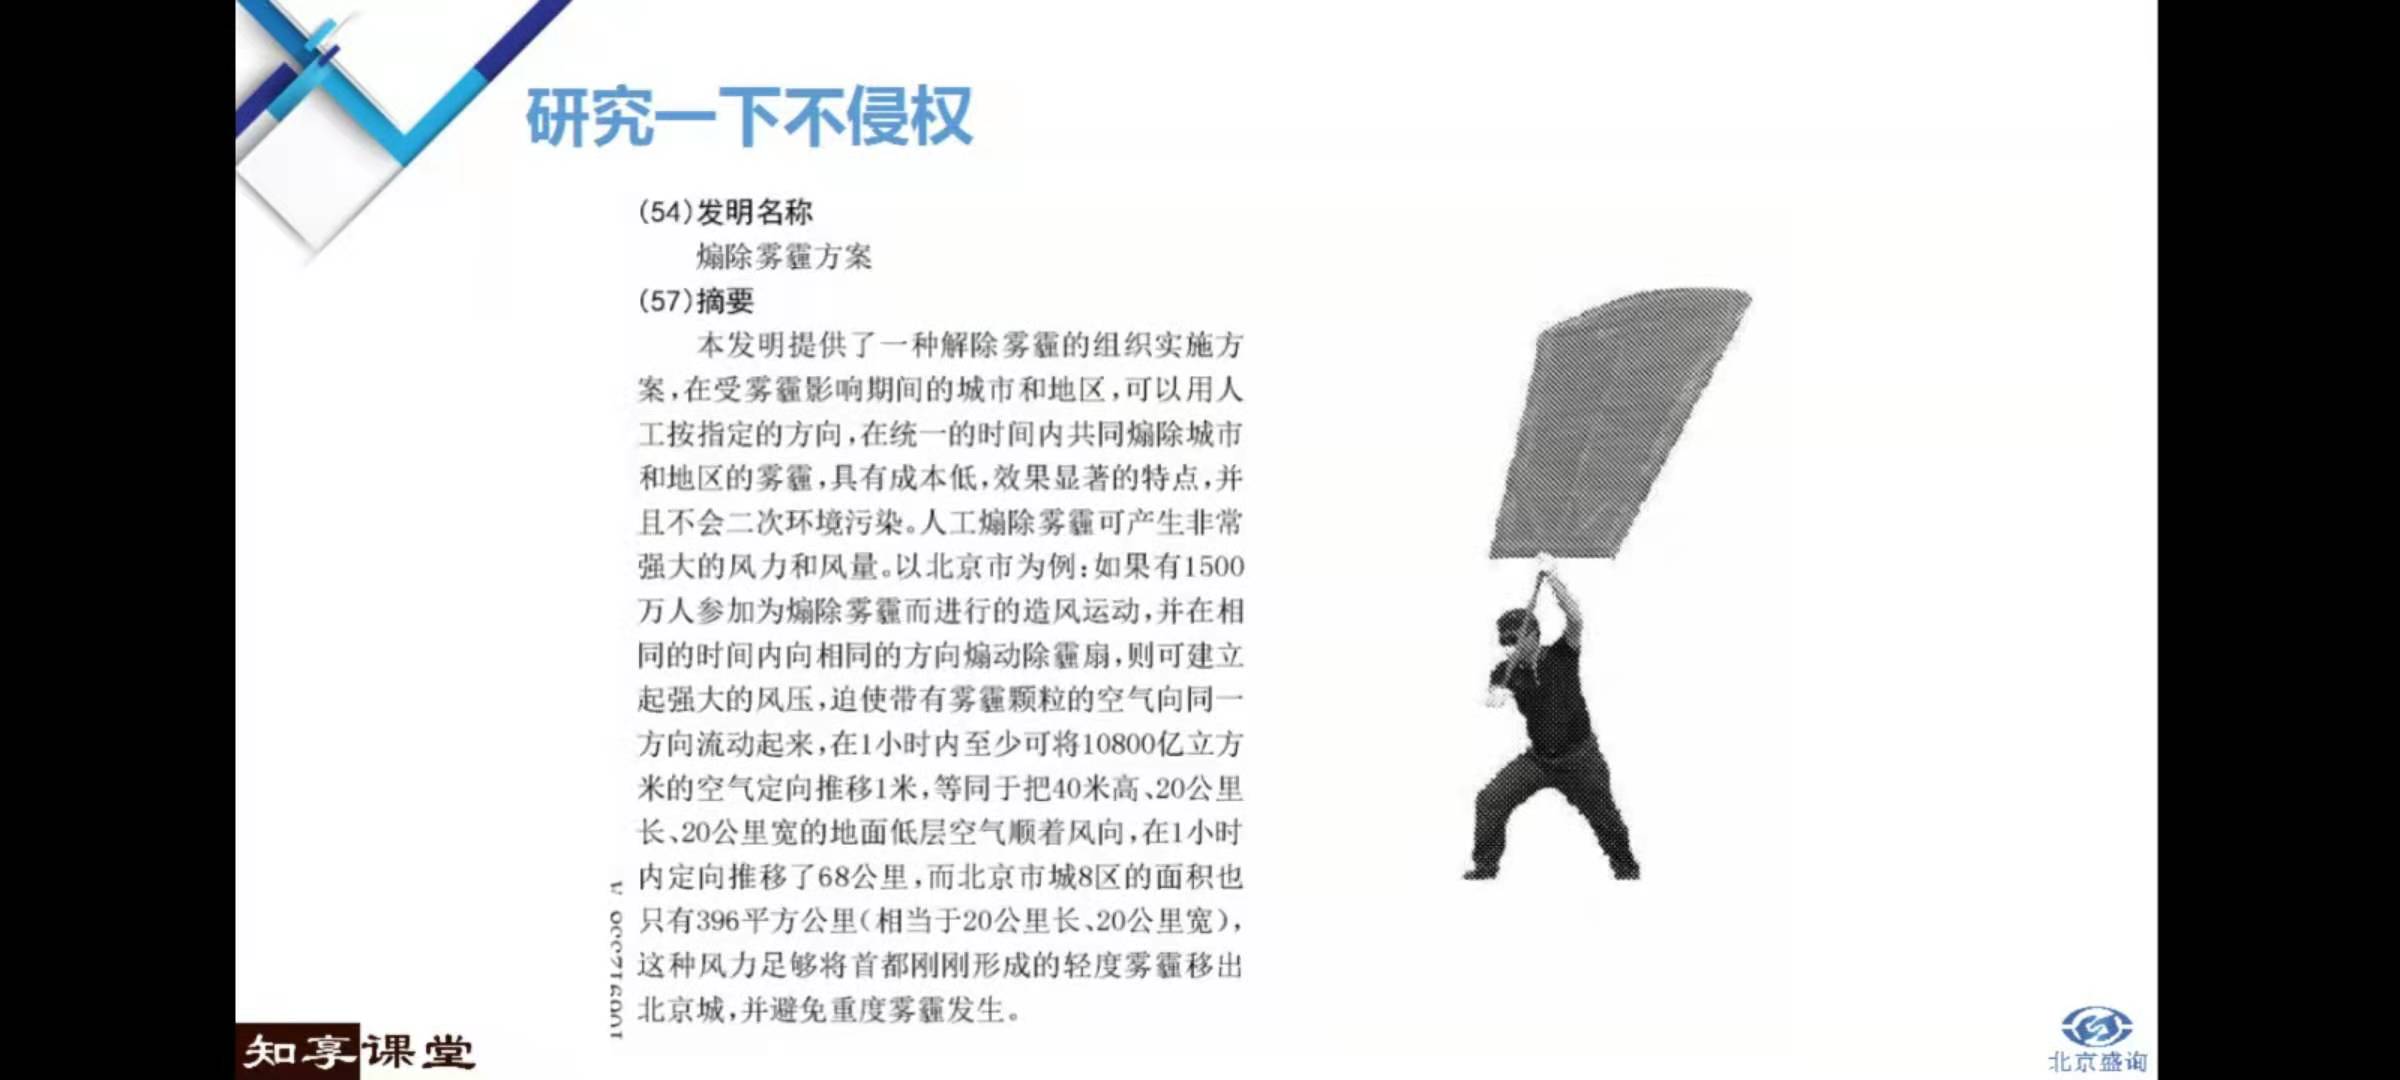 研究一下不侵权
(54)发明名称
煽除雾霾方案
(57)摘要
本发明提供了一种解除雾霾的组织实施方
案,在受雾霾影响期间的城市和地区,可以用人
工按指定的方向,在统一的时间内共同煽除城市
和地区的雾霾,具有成本低,效果显著的特点,并
且不会二次环境污染。人工煽除雾霾可产生非常
强大的风力和风量。以北京市为例:如果有1500
万人参加为煽除雾霾而进行的造风运动,并在相
同的时间内向相同的方向煽动除霾扇,则可建立
起强大的风压,迫使带有雾霾颗粒的空气向同一
方向流动起来,在1小时内至少可将10800亿立方
米的空气定向推移1米,等同于把40米高、20公里
长、20公里宽的地面低层空气顺着风向,在1小时
内定向推移了68公里,而北京市城8区的面积也
只有396平方公里(相当于20公里长、20公里宽),
这种风力足够将首都刚刚形成的轻度雾霾移出
北京城,并避免重度雾霾发生。
知享课堂
北京盛询